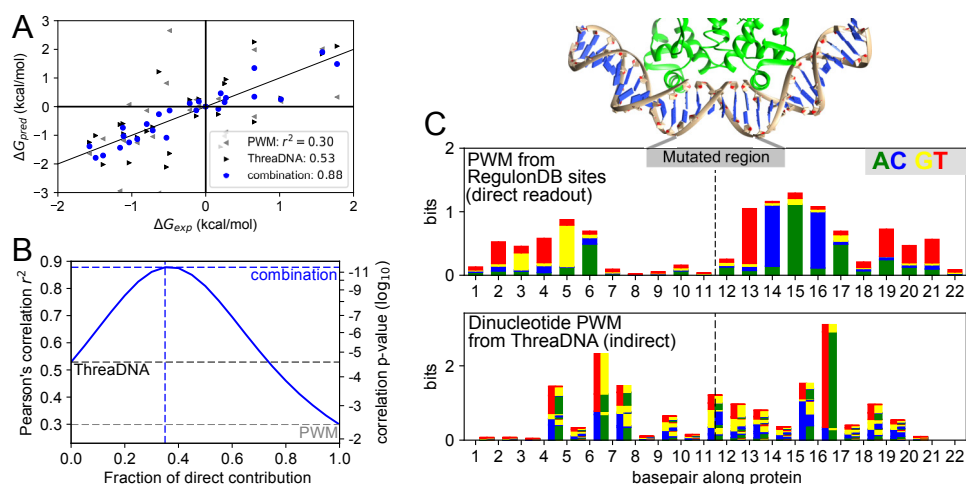 A
3
2
1
0
−1
−2
−3
ΔG_pred (kcal/mol)
PWM: r² = 0.30
ThreaDNA: 0.53
combination: 0.88
−2 −1 0 1 2
ΔG_exp (kcal/mol)
B
0.9
0.8
0.7
0.6
0.5
0.4
0.3
Pearson's correlation r²
combination
ThreaDNA
PWM
-11
-9
-7
-5
-4
-3
-2
correlation p-value (log₁₀)
0.0 0.2 0.4 0.6 0.8 1.0
Fraction of direct contribution
C
Mutated region
2
1
0
bits
PWM from
RegulonDB sites
(direct readout)
ACGT
1 2 3 4 5 6 7 8 9 10 11 12 13 14 15 16 17 18 19 20 21 22
Dinucleotide PWM
from ThreaDNA (indirect)
2
0
bits
1 2 3 4 5 6 7 8 9 10 11 12 13 14 15 16 17 18 19 20 21 22
basepair along protein